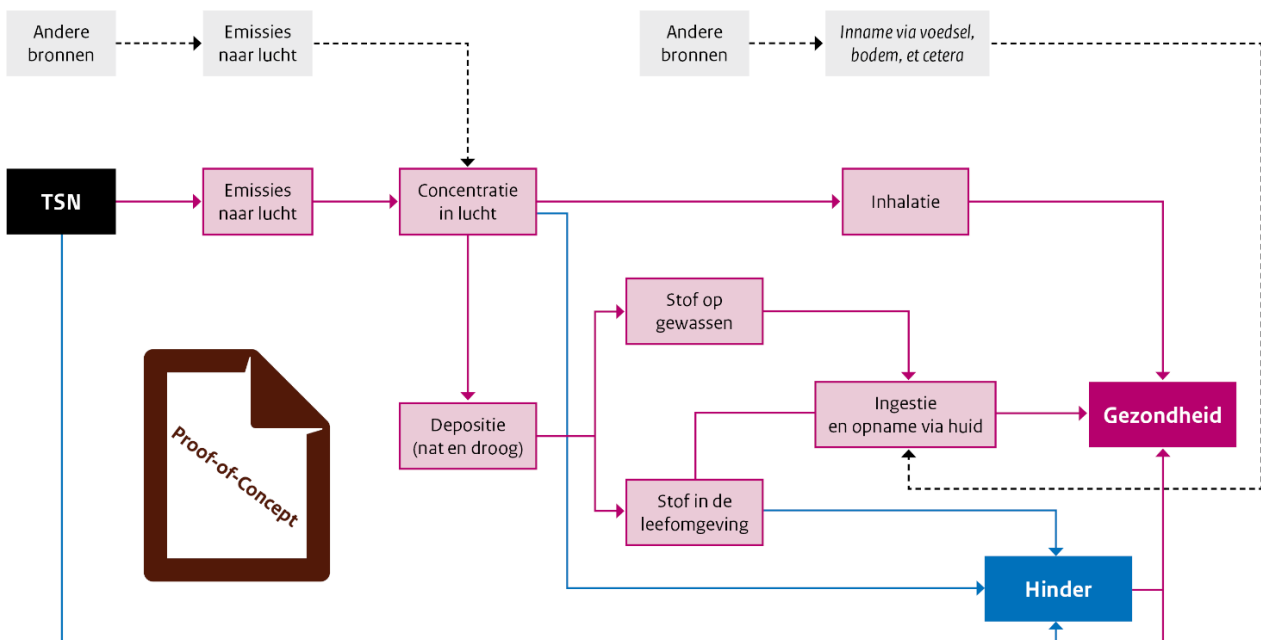 Andere
bronnen
Emissies
naar lucht
Andere
bronnen
Inname via voedsel,
bodem, et cetera
TSN
Emissies
naar lucht
Concentratie
in lucht
Inhalatie
Stof op
gewassen
Proof-of-Concept
Depositie
(nat en droog)
Ingestie
en opname via huid
Gezondheid
Stof in de
leefomgeving
Hinder